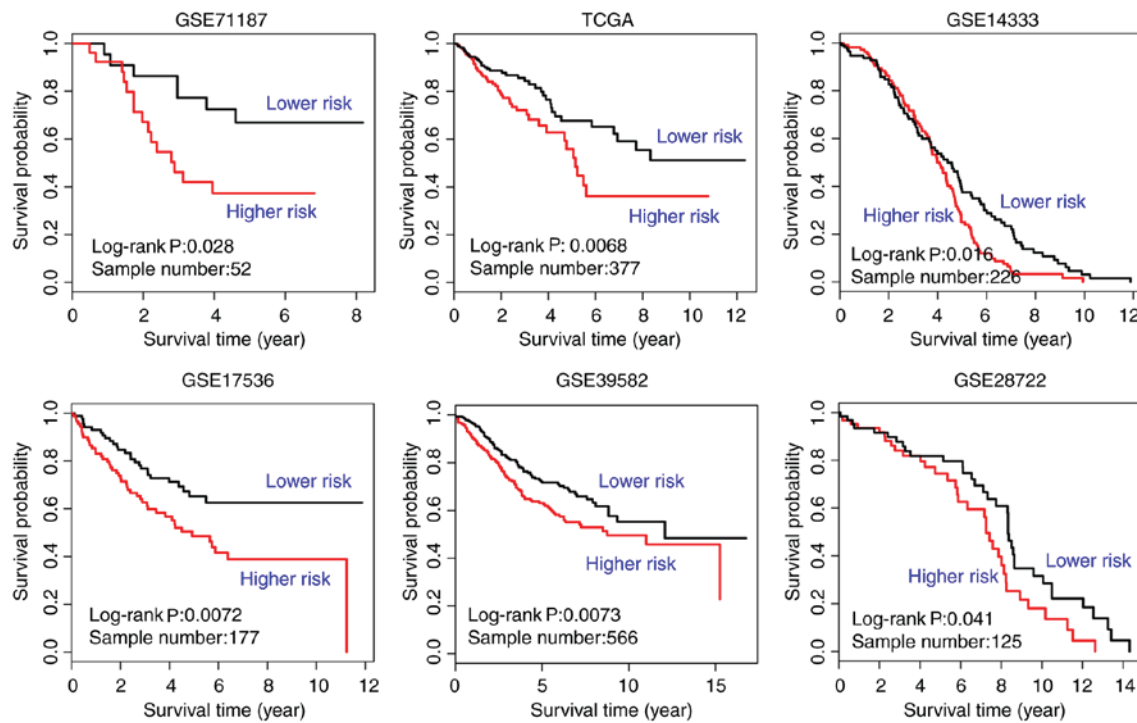 GSE71187
Survival probability
1.0
0.8
0.6
0.4
0.2
0.0
Lower risk
Higher risk
Log-rank P:0.028
Sample number:52
0 2 4 6 8
Survival time (year)
TCGA
Survival probability
1.0
0.8
0.6
0.4
0.2
0.0
Lower risk
Higher risk
Log-rank P: 0.0068
Sample number:377
0 2 4 6 8 10 12
Survival time (year)
GSE14333
Survival probability
1.0
0.8
0.6
0.4
0.2
0.0
Lower risk
Higher risk
Log-rank P:0.016
Sample number:226
0 2 4 6 8 10 12
Survival time (year)
GSE17536
Survival probability
1.0
0.8
0.6
0.4
0.2
0.0
Lower risk
Higher risk
Log-rank P:0.0072
Sample number:177
0 2 4 6 8 10 12
Survival time (year)
GSE39582
Survival probability
1.0
0.8
0.6
0.4
0.2
0.0
Lower risk
Higher risk
Log-rank P:0.0073
Sample number:566
0 5 10 15
Survival time (year)
GSE28722
Survival probability
1.0
0.8
0.6
0.4
0.2
0.0
Lower risk
Higher risk
Log-rank P:0.041
Sample number:125
0 2 4 6 8 10 12 14
Survival time (year)